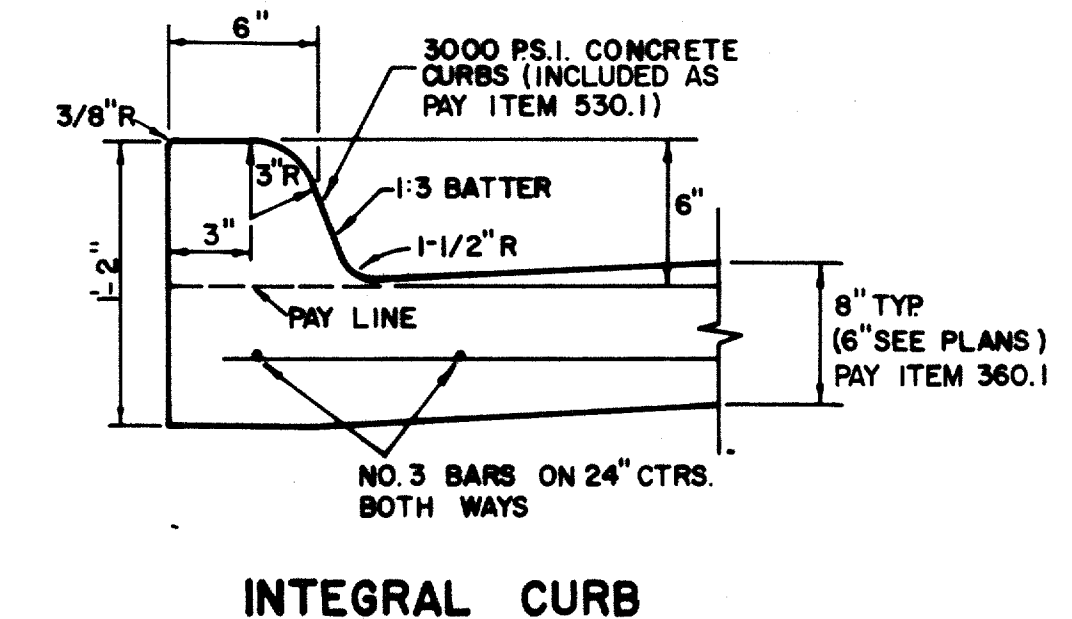 6"
3000 P.S.I. CONCRETE
CURBS (INCLUDED AS
PAY ITEM 530.1)
3/8"R
3"R
1:3 BATTER
6"
3"
1-1/2" R
PAY LINE
8" TYP.
(6" SEE PLANS)
PAY ITEM 360.1
NO. 3 BARS ON 24" CTRS.
BOTH WAYS
INTEGRAL CURB